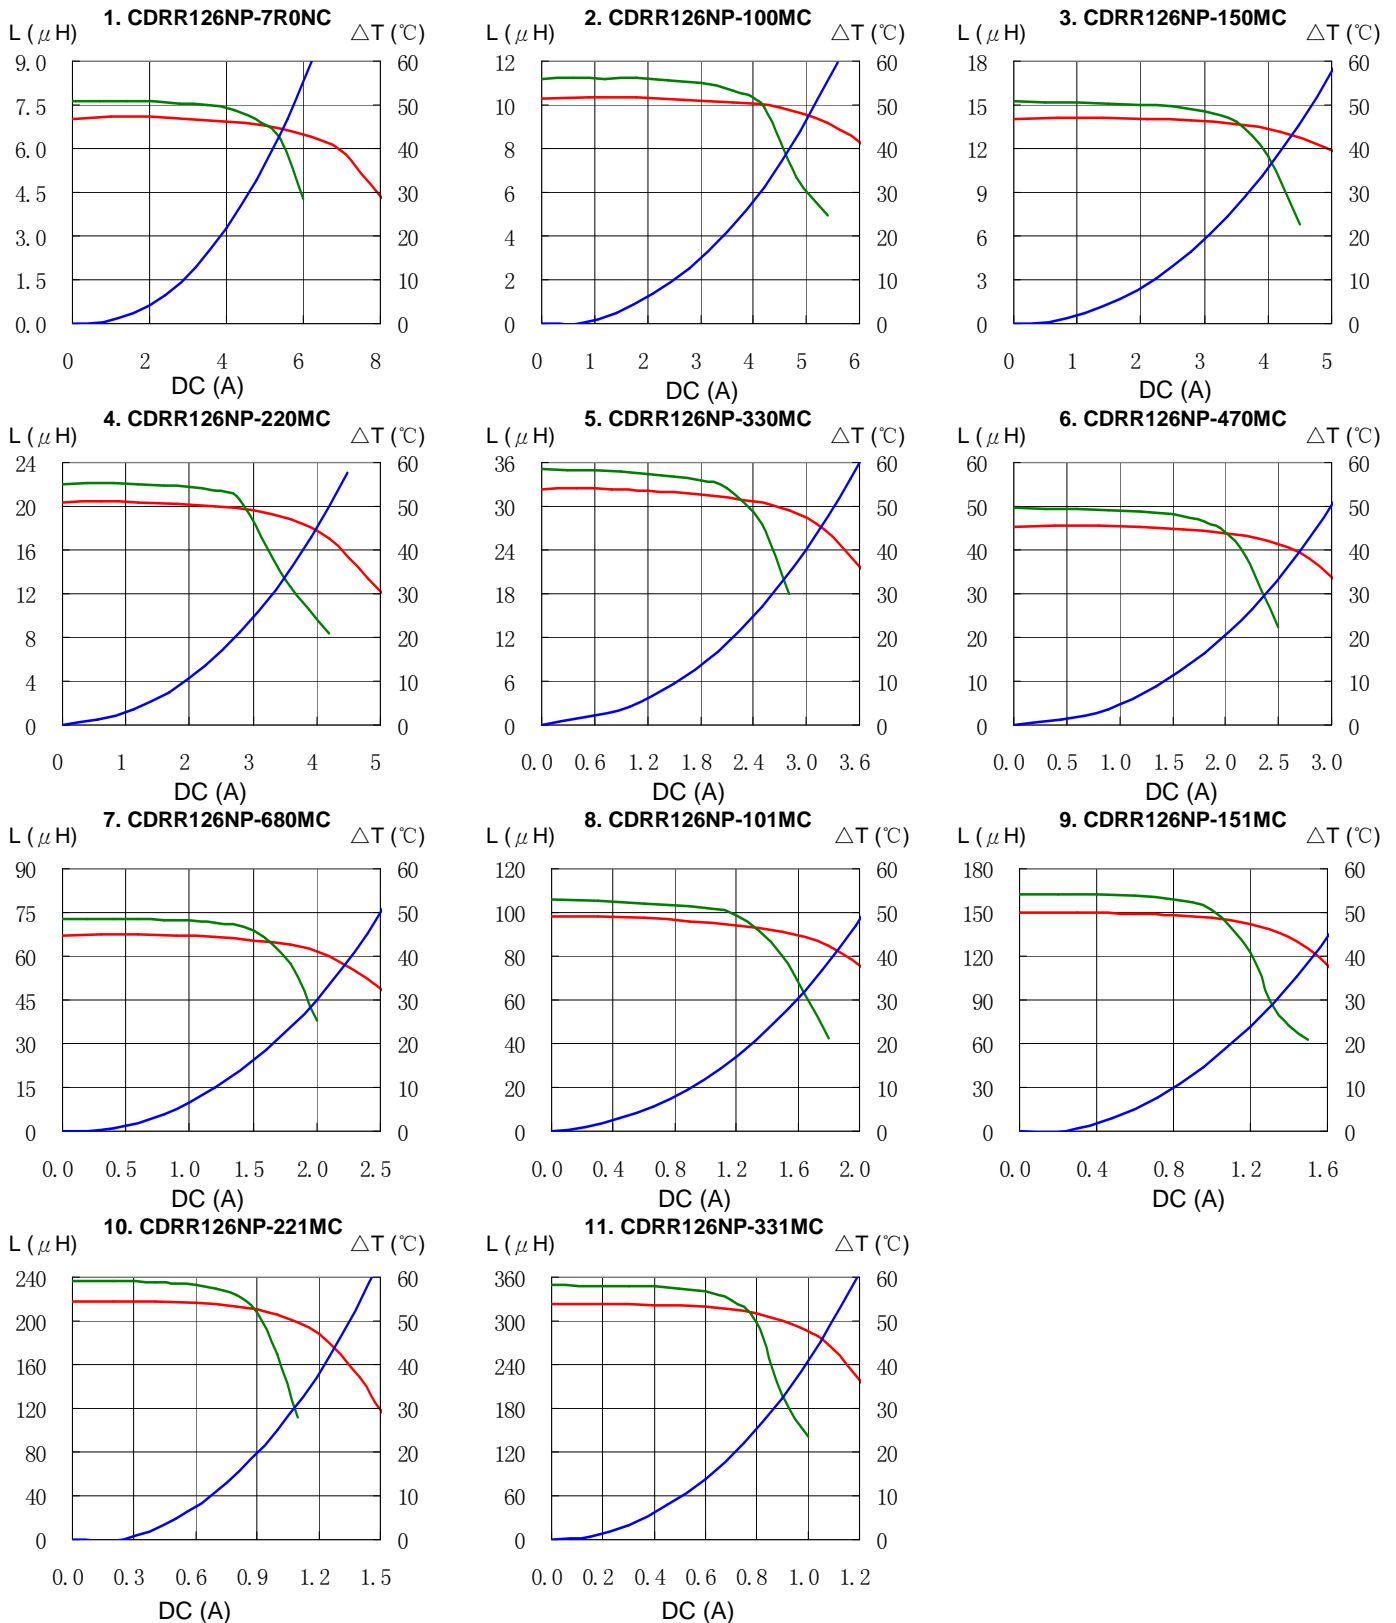 1. CDRR126NP-7R0NC
L ( μ H) △T (℃)
9.0 60
7.5 50
6.0 40
4.5 30
3.0 20
1.5 10
0.0 0
0 2 4 6 8
DC (A)
2. CDRR126NP-100MC
L ( μ H) △T (℃)
12 60
10 50
8 40
6 30
4 20
2 10
0 0
0 1 2 3 4 5 6
DC (A)
3. CDRR126NP-150MC
L ( μ H) △T (℃)
18 60
15 50
12 40
9 30
6 20
3 10
0 0
0 1 2 3 4 5
DC (A)
4. CDRR126NP-220MC
L ( μ H) △T (℃)
24 60
20 50
16 40
12 30
8 20
4 10
0 0
0 1 2 3 4 5
DC (A)
5. CDRR126NP-330MC
L ( μ H) △T (℃)
36 60
30 50
24 40
18 30
12 20
6 10
0 0
0.0 0.6 1.2 1.8 2.4 3.0 3.6
DC (A)
6. CDRR126NP-470MC
L ( μ H) △T (℃)
60 60
50 50
40 40
30 30
20 20
10 10
0 0
0.0 0.5 1.0 1.5 2.0 2.5 3.0
DC (A)
7. CDRR126NP-680MC
L ( μ H) △T (℃)
90 60
75 50
60 40
45 30
30 20
15 10
0 0
0.0 0.5 1.0 1.5 2.0 2.5
DC (A)
8. CDRR126NP-101MC
L ( μ H) △T (℃)
120 60
100 50
80 40
60 30
40 20
20 10
0 0
0.0 0.4 0.8 1.2 1.6 2.0
DC (A)
9. CDRR126NP-151MC
L ( μ H) △T (℃)
180 60
150 50
120 40
90 30
60 20
30 10
0 0
0.0 0.4 0.8 1.2 1.6
DC (A)
10. CDRR126NP-221MC
L ( μ H) △T (℃)
240 60
200 50
160 40
120 30
80 20
40 10
0 0
0.0 0.3 0.6 0.9 1.2 1.5
DC (A)
11. CDRR126NP-331MC
L ( μ H) △T (℃)
360 60
300 50
240 40
180 30
120 20
60 10
0 0
0.0 0.2 0.6 0.8 1.0 1.2
DC (A)